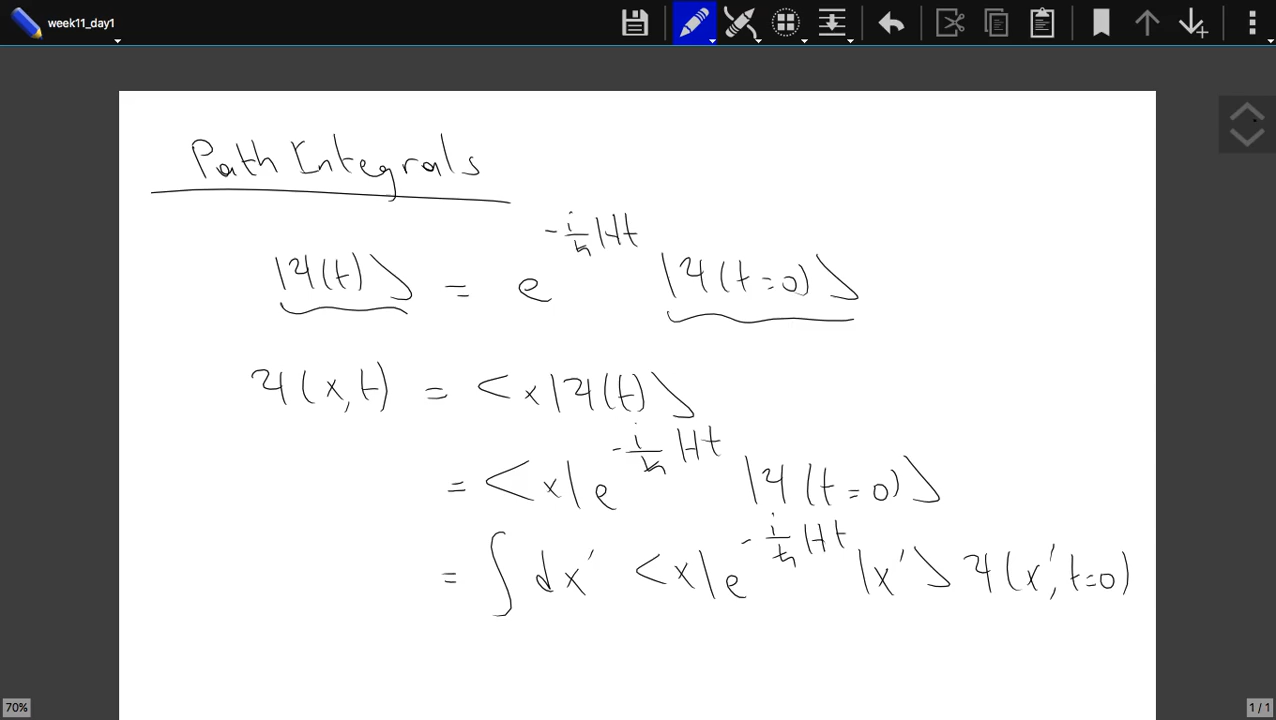 week11_day1
Path Integrals
|Ψ(t)⟩ = e^{-i/ħ Ht} |Ψ(t=0)⟩
Ψ(x,t) = <x|Ψ(t)⟩
= <x|e^{-i/ħ Ht} |Ψ(t=0)⟩
= ∫ dx' <x|e^{-i/ħ Ht} |x'⟩ Ψ(x', t=0)
70%
1 / 1